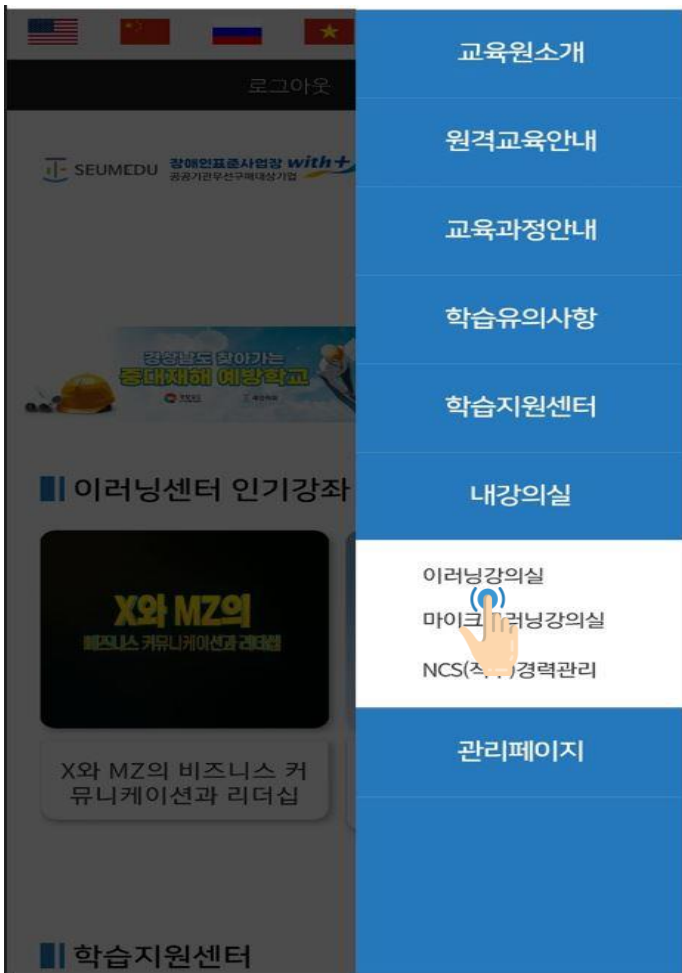 로그아웃
SEUMEDU
장애인표준사업장 with+
공공기관우선구매대상기업
경상남도 찾아가는
중대재해 예방학교
이러닝센터 인기강좌
X와 MZ의
비즈니스 커뮤니케이션과 리더십
X와 MZ의 비즈니스 커
뮤니케이션과 리더십
학습지원센터
교육원소개
원격교육안내
교육과정안내
학습유의사항
학습지원센터
내강의실
이러닝강의실
관리페이지